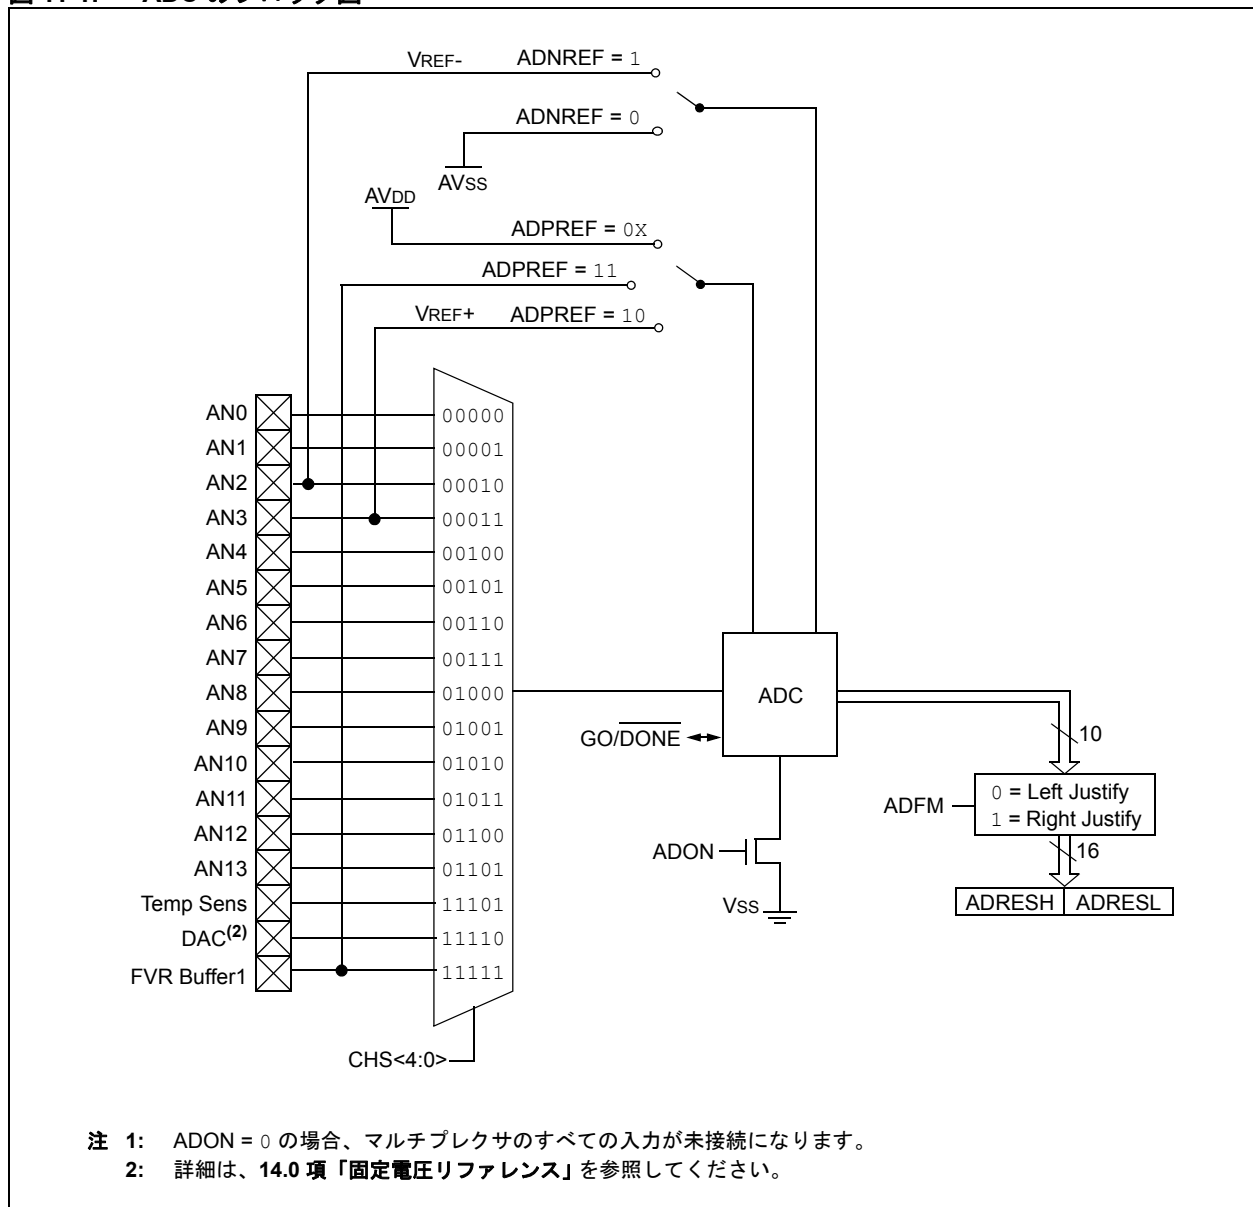 VREF- ADNREF = 1
ADNREF = 0
AVSS
AVDD
ADPREF = 0X
ADPREF = 11
VREF+ ADPREF = 10
AN0 00000
AN1 00001
AN2 00010
AN3 00011
AN4 00100
AN5 00101
AN6 00110
AN7 00111
AN8 01000
AN9 01001
AN10 01010
AN11 01011
AN12 01100
AN13 01101
Temp Sens 11101
DAC(2) 11110
FVR Buffer1 11111
CHS<4:0>
ADC
GO/DONE
ADON
VSS
10
ADFM
0 = Left Justify
1 = Right Justify
16
ADRESH ADRESL
注 1: ADON = 0 の場合、マルチプレクサのすべての入力が未接続になります。
2: 詳細は、14.0 項「固定電圧リファレンス」を参照してください。